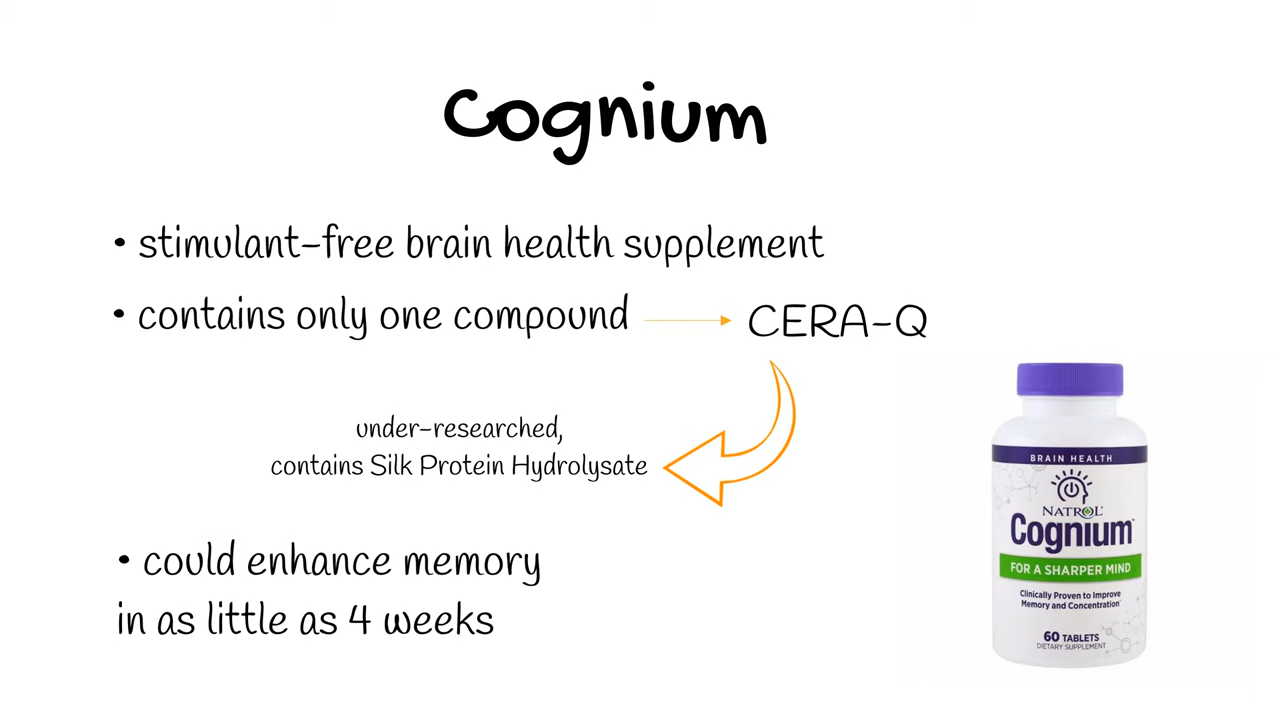 Cognium
• stimulant-free brain health supplement
• contains only one compound
CERA-Q
under-researched,
contains Silk Protein Hydrolysate
• could enhance memory
in as little as 4 weeks
BRAIN HEALTH
NATROL
Cognium
FOR A SHARPER MIND
Clinically Proven to Improve
Memory and Concentration
60 TABLETS
DIETARY SUPPLEMENT